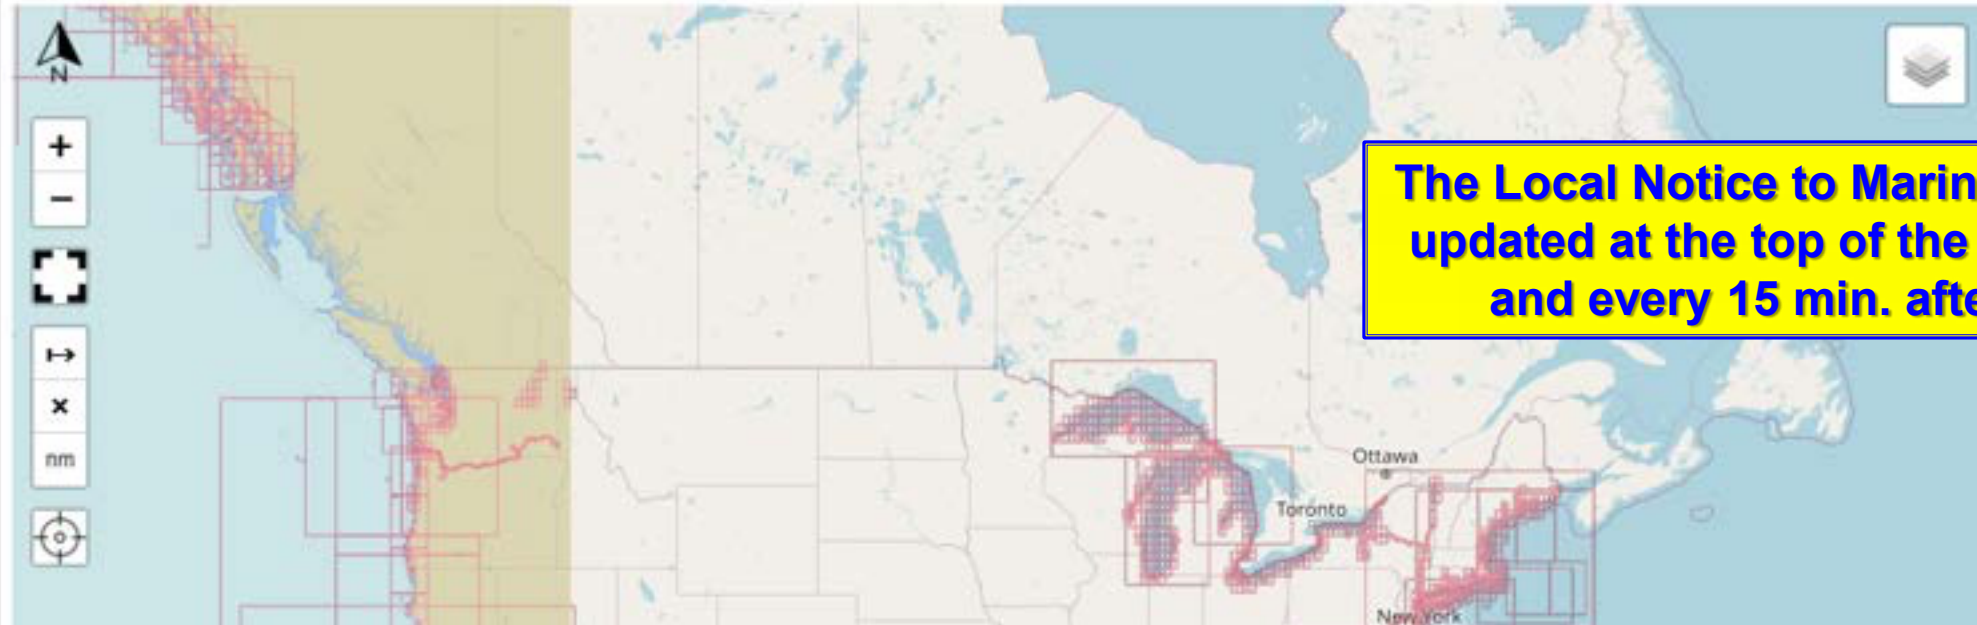 N
+
−
The Local Notice to Marin
updated at the top of the
and every 15 min. afte
nm
Ottawa
Toronto
New York